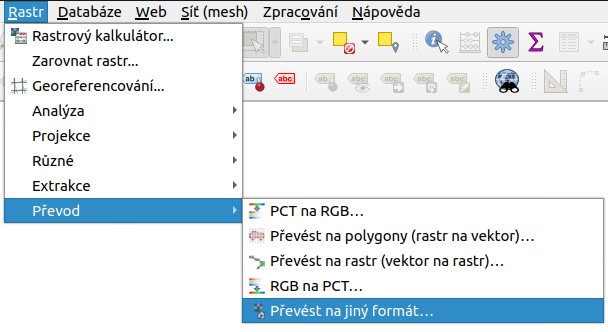 Rastr Databáze Web Síť (mesh) Zpracování Nápověda
Rastrový kalkulátor...
Zarovnat rastr...
Georeferencování...
Analýza
Projekce
Různé
Extrakce
Převod
abc abc
PCT na RGB...
Převést na polygony (rastr na vektor)...
Převést na rastr (vektor na rastr)...
RGB na PCT...
Převést na jiný formát...